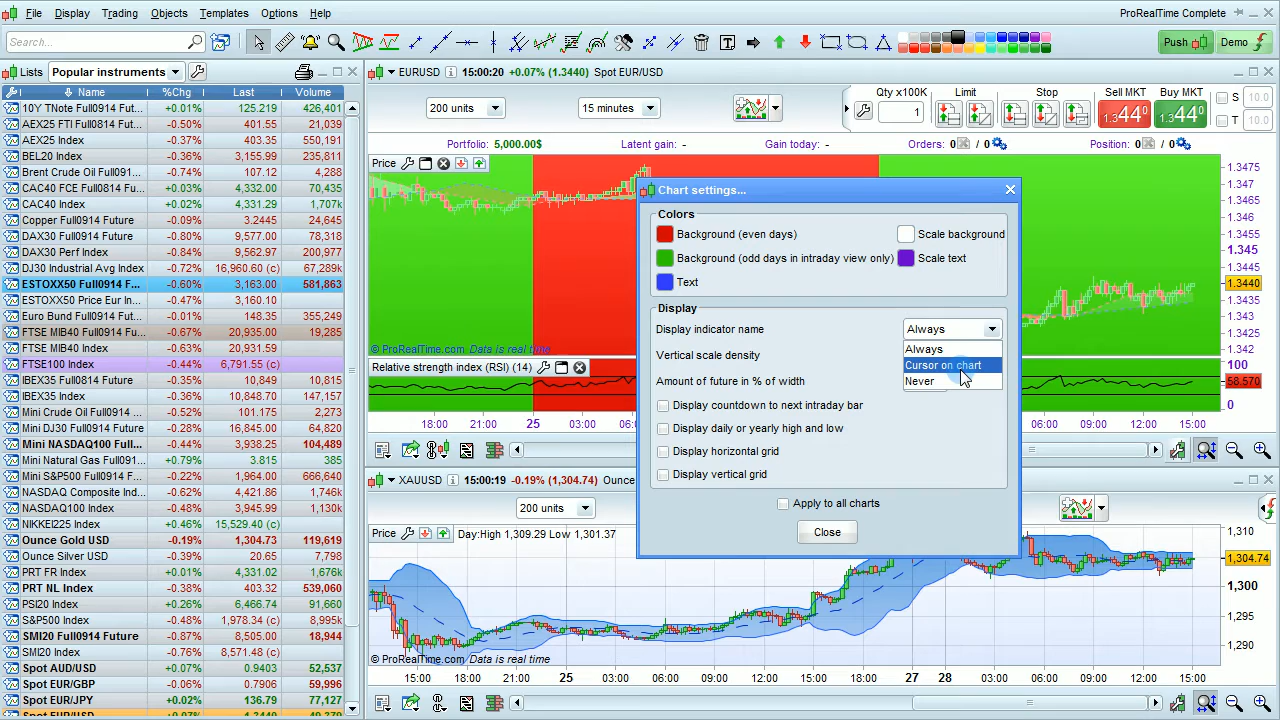 File Display Trading Objects Templates Options Help ProRealTime Complete
Search... Push Demo
Lists Popular instruments
Name %Chg Last Volume
10Y TNote Full0914 Fut... +0.01% 125.219 426,401
AEX25 FTI Full0814 Fut... -0.50% 401.55 21,039
AEX25 Index -0.37% 403.35 245,531
BEL20 Index -0.36% 3,155.99 235,811
Brent Crude Oil Full091... -0.74% 107.12 4,288
CAC40 FCE Full0814 Fut... +0.03% 4,332.00 70,435
CAC40 Index +0.03% 4,331.29 1,707k
Copper Full0914 Future -0.09% 3.2445 34,645
DAX30 Full0914 Future -0.77% 9,578.0 78,318
DAX30 Perf Index -0.84% 9,563.42 74,834
DJ30 Industrial Avg Index -0.72% 16,960.60 (c) 67,289k
ESTOXX50 Full0914 F... -0.60% 3,163.00 581,863
ESTOXX50 Price Eur In... -0.47% 3,160.10
Euro Bund Full0914 Fut... -0.01% 148.35 355,249
FTSE MIB40 Full0914 Fut... -0.67% 20,935.00 19,283
FTSE MIB40 Index -0.63% 20,931.59
FTSE100 Index -0.43% 6,791.55 (c)
IBEX35 Full0814 Future -0.35% 10,849 15,181
IBEX35 Index -0.36% 10,848.70 147,157
Mini Crude Oil Full0914... -0.52% 101.175 2,273
Mini DJ30 Full0914 Future -0.28% 16,845.00 64,820
Mini NASDAQ100 Full... -0.44% 3,938.25 104,489
Mini Natural Gas Full091... +0.79% 3.815 385
Mini S&P500 Full0914 F... -0.22% 666,640
NASDAQ Composite Ind... -0.50% 4,421.86 1,746k
NASDAQ100 Index -0.48% 3,945.99 1,130k
NIKKEI225 Index +0.46% 15,529.40 (c)
Ounce Gold USD -0.19% 1,304.73 119,619
Ounce Silver USD -0.39% 20.65 7,798
PRT FR Index +0.01% 4,331.02 1,676k
PRT NL Index -0.38% 403.32 539,060
PSI20 Index +0.26% 6,466.74 91,660
S&P500 Index -0.48% 1,978.34 (c) 8,995k
SMI20 Full0914 Future -0.87% 8,505.00 18,944
SMI20 Index -0.78% 8,571.48 (c)
Spot AUD/USD +0.07% 0.9403 52,537
Spot EUR/GBP -0.06% 0.7906 59,996
Spot EUR/JPY +0.02% 136.79 77,127
EURUSD 15:00:20 +0.07% (1.3440) Spot EUR/USD
200 units 15 minutes
Qty x100K Limit Stop Sell MKT Buy MKT S 10.0
1 1.3440 1.3440 T 10.0
Portfolio: 5,000.00$ Latent gain: - Gain today: - Orders: 0 / 0 Position: 0 / 0
Price
1.3475
1.347
1.3465
1.346
1.3455
1.345
1.3445
1.3440
1.3435
1.343
1.3425
1.342
© ProRealTime.com Data is real time
Relative strength index (RSI) (14)
100
58.570
0
18:00 21:00 25 03:00 06:00 06:00 09:00 12:00 15:00
Chart settings...
Colors
Background (even days) Scale background
Background (odd days in intraday view only) Scale text
Text
Display
Display indicator name Always
Always
Cursor on chart
Never
Vertical scale density
Amount of future in % of width
Display countdown to next intraday bar
Display daily or yearly high and low
Display horizontal grid
Display vertical grid
Apply to all charts
Close
XAUUSD 15:00:19 -0.19% (1,304.74) Ounce
200 units
Price Day:High 1,309.29 Low 1,301.37
1,310
1,304.74
1,300
1,295
1,290
© ProRealTime.com Data is real time
15:00 18:00 21:00 25 03:00 06:00 09:00 12:00 15:00 18:00 21:00 27 28 03:00 06:00 09:00 12:00 15:00